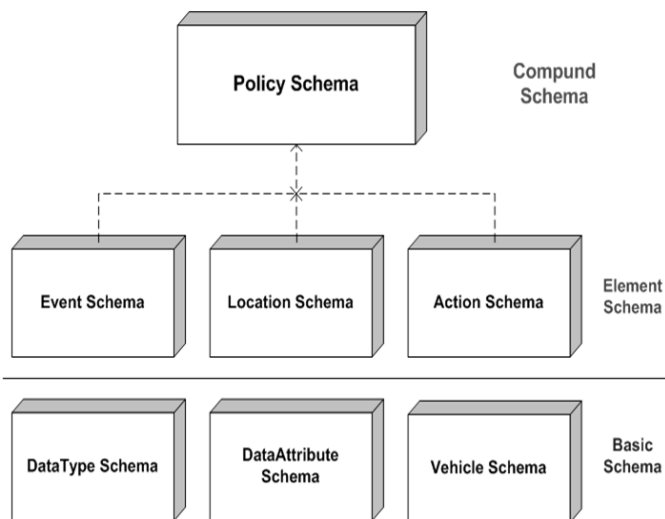 Policy Schema
Compund
Schema
Event Schema
Location Schema
Action Schema
Element
Schema
DataType Schema
DataAttribute
Schema
Vehicle Schema
Basic
Schema